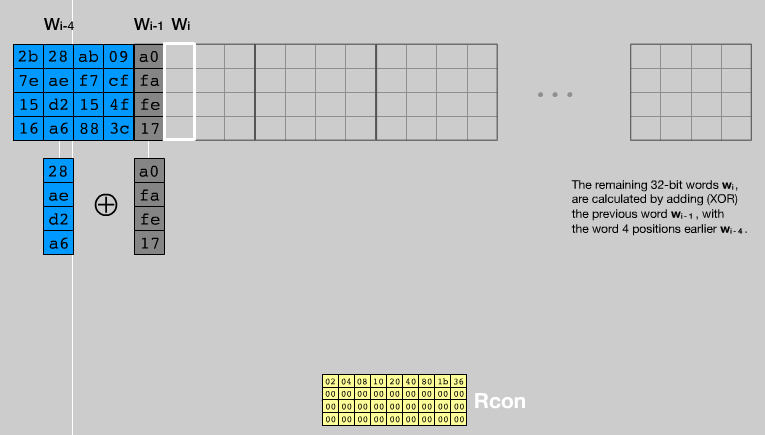 Wi-4 Wi-1 Wi
2b 28 ab 09 a0
7e ae f7 cf fa
15 d2 15 4f fe
16 a6 88 3c 17
28 a0
ae fa
d2 fe
a6 17
The remaining 32-bit words wi,
are calculated by adding (XOR)
the previous word wi-1, with
the word 4 positions earlier wi-4.
02 04 08 10 20 40 80 1b 36
00 00 00 00 00 00 00 00 00
00 00 00 00 00 00 00 00 00
00 00 00 00 00 00 00 00 00
Rcon